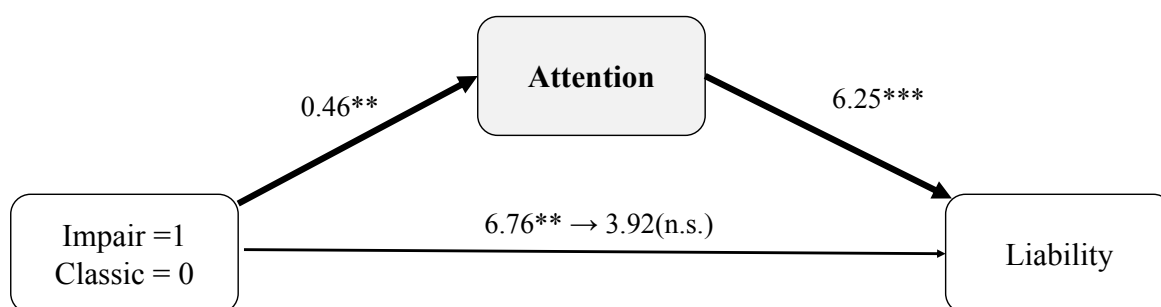 Attention
0.46**
6.25***
6.76** → 3.92(n.s.)
Impair =1
Classic = 0
Liability